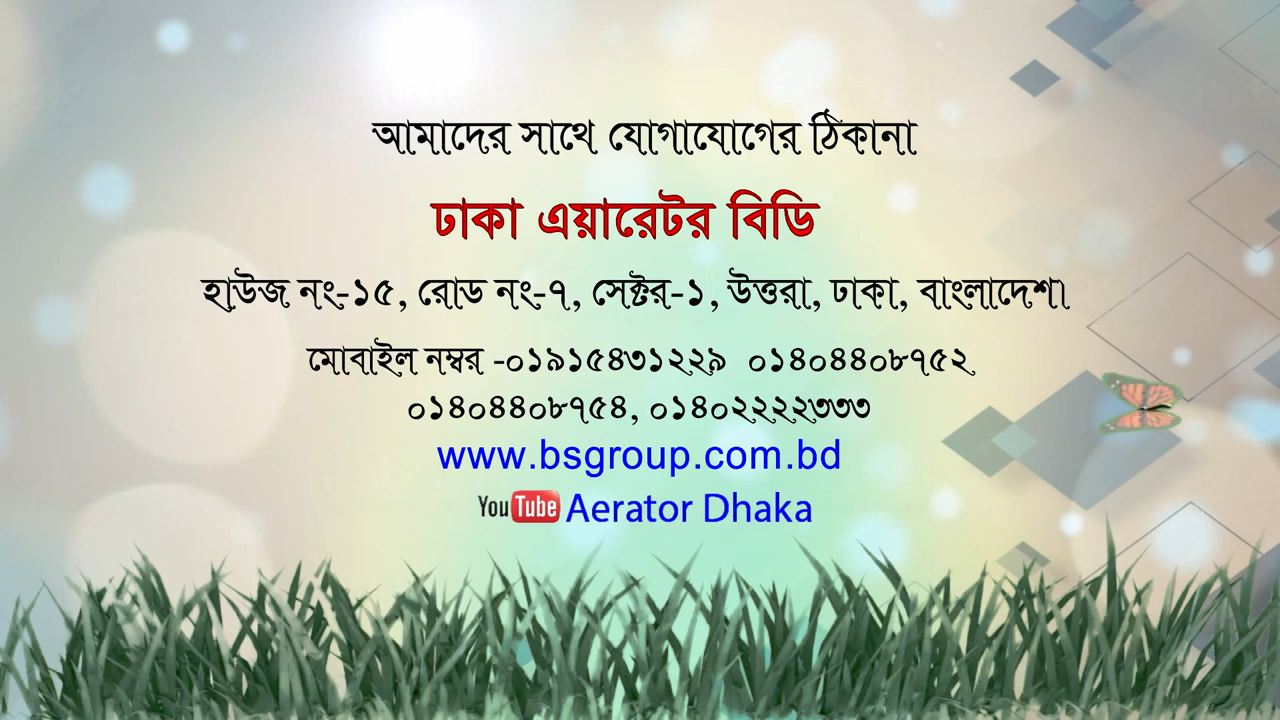 আমাদের সাথে যোগাযোগের ঠিকানা
ঢাকা এয়ারেটর বিডি
হাউজ নং-১৫, রোড নং-৭, সেক্টর-১, উত্তরা, ঢাকা, বাংলাদেশ।
মোবাইল নম্বর -০১৯১৫৪৩১২২৯ ০১৪০৪৪০৮৭৫২
০১৪০৪৪০৮৭৫৪, ০১৪০২২২২৩৩৩
www.bsgroup.com.bd
YouTube Aerator Dhaka